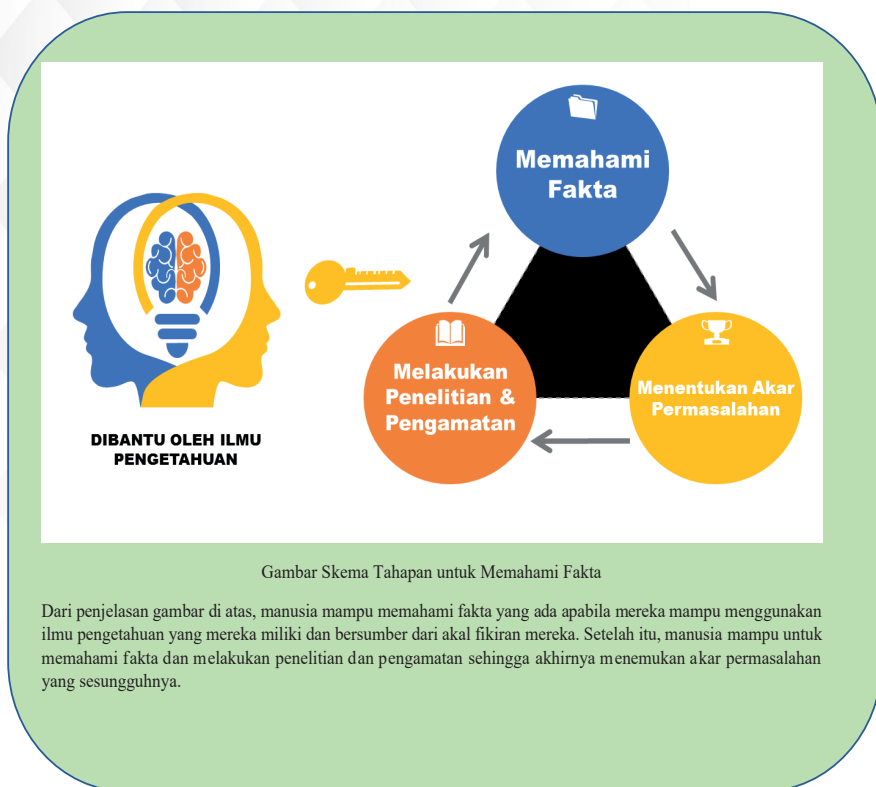 Memahami
Fakta
Melakukan
Penelitian &
Pengamatan
Menentukan Akar
Permasalahan
DIBANTU OLEH ILMU
PENGETAHUAN
Gambar Skema Tahapan untuk Memahami Fakta
Dari penjelasan gambar di atas, manusia mampu memahami fakta yang ada apabila mereka mampu menggunakan
ilmu pengetahuan yang mereka miliki dan bersumber dari akal fikiran mereka. Setelah itu, manusia mampu untuk
memahami fakta dan melakukan penelitian dan pengamatan sehingga akhirnya menemukan akar permasalahan
yang sesungguhnya.